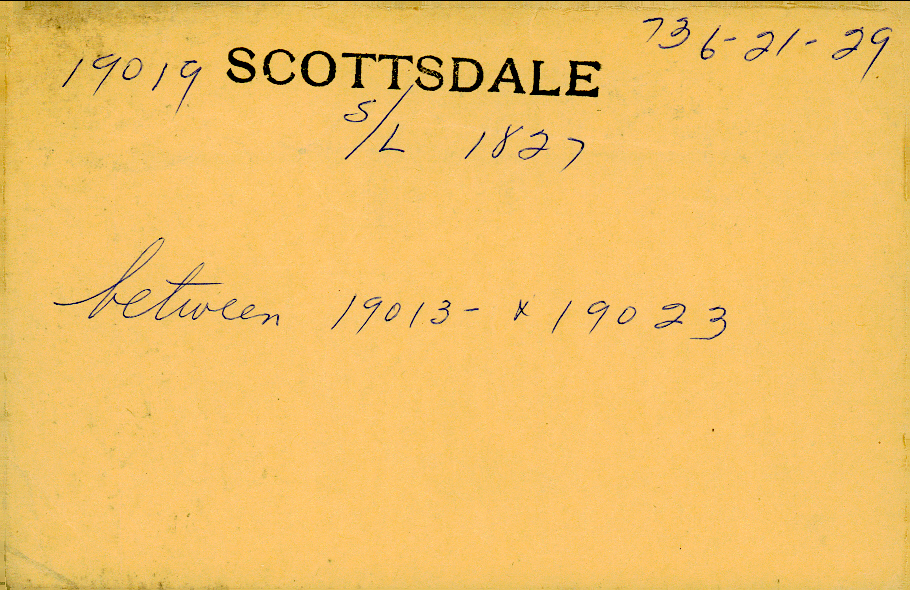 19019 SCOTTSDALE 736-21-29
S/L 1827
between 19013- + 19023